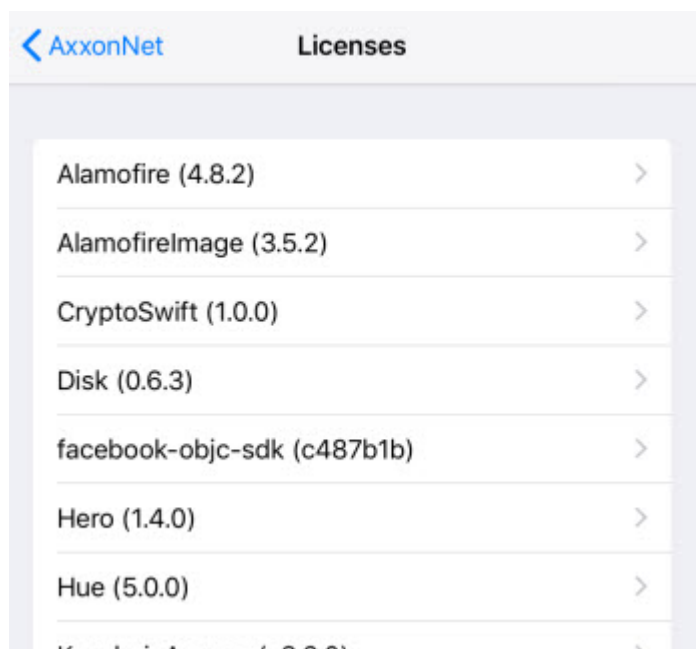 AxxonNet
Licenses
Alamofire (4.8.2)
AlamofireImage (3.5.2)
CryptoSwift (1.0.0)
Disk (0.6.3)
facebook-objc-sdk (c487b1b)
Hero (1.4.0)
Hue (5.0.0)